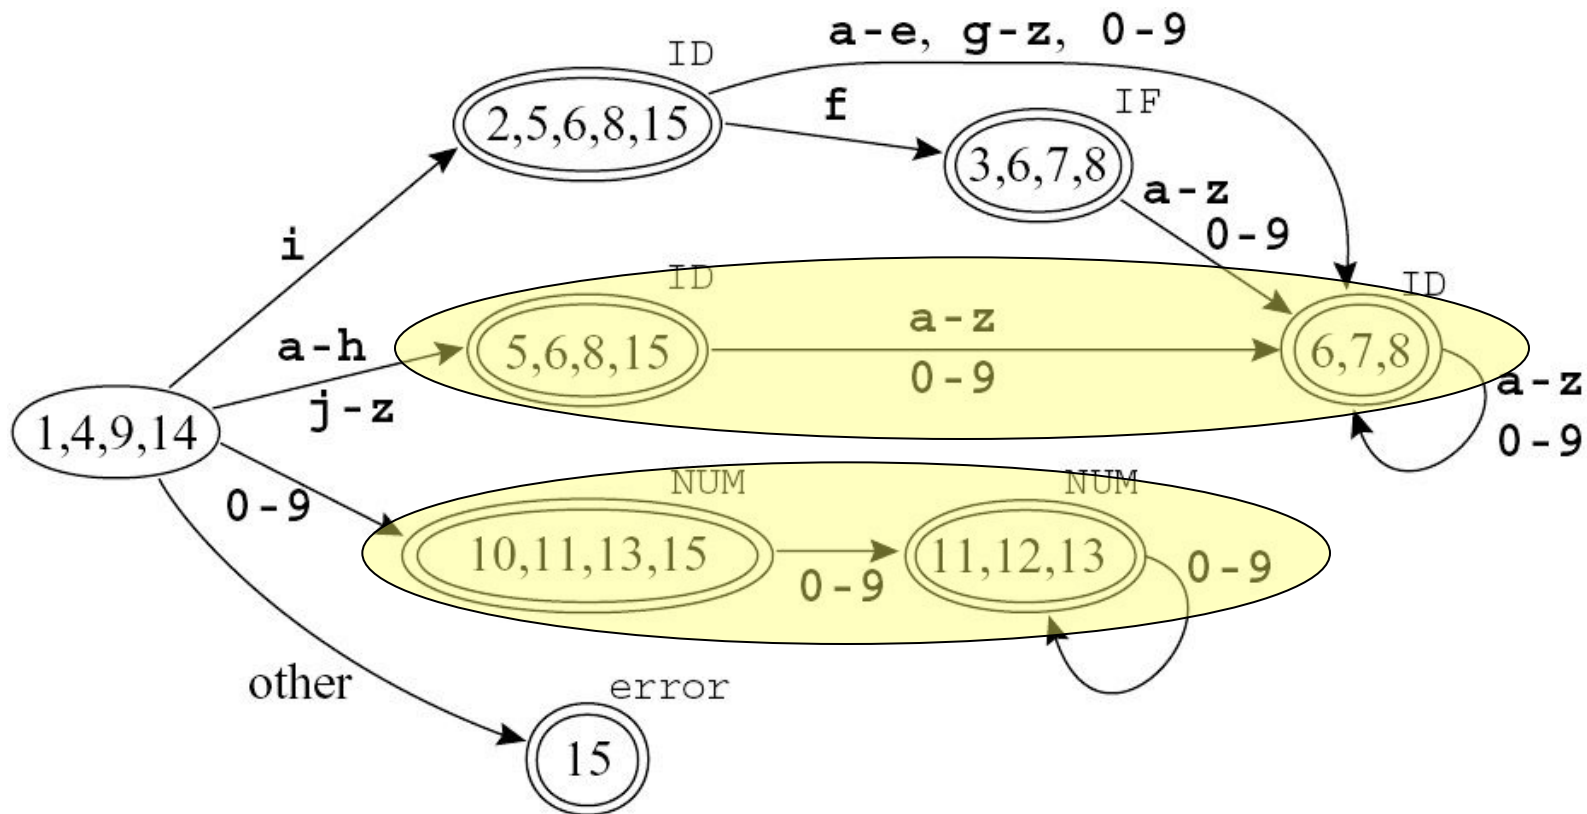 a-e, g-z, 0-9
ID
f
IF
2,5,6,8,15
3,6,7,8
a-z
0-9
i
ID
ID
a-z
a-h
5,6,8,15
6,7,8
0-9
a-z
j-z
1,4,9,14
0-9
NUM
NUM
0-9
10,11,13,15
11,12,13
0-9
0-9
other
error
15